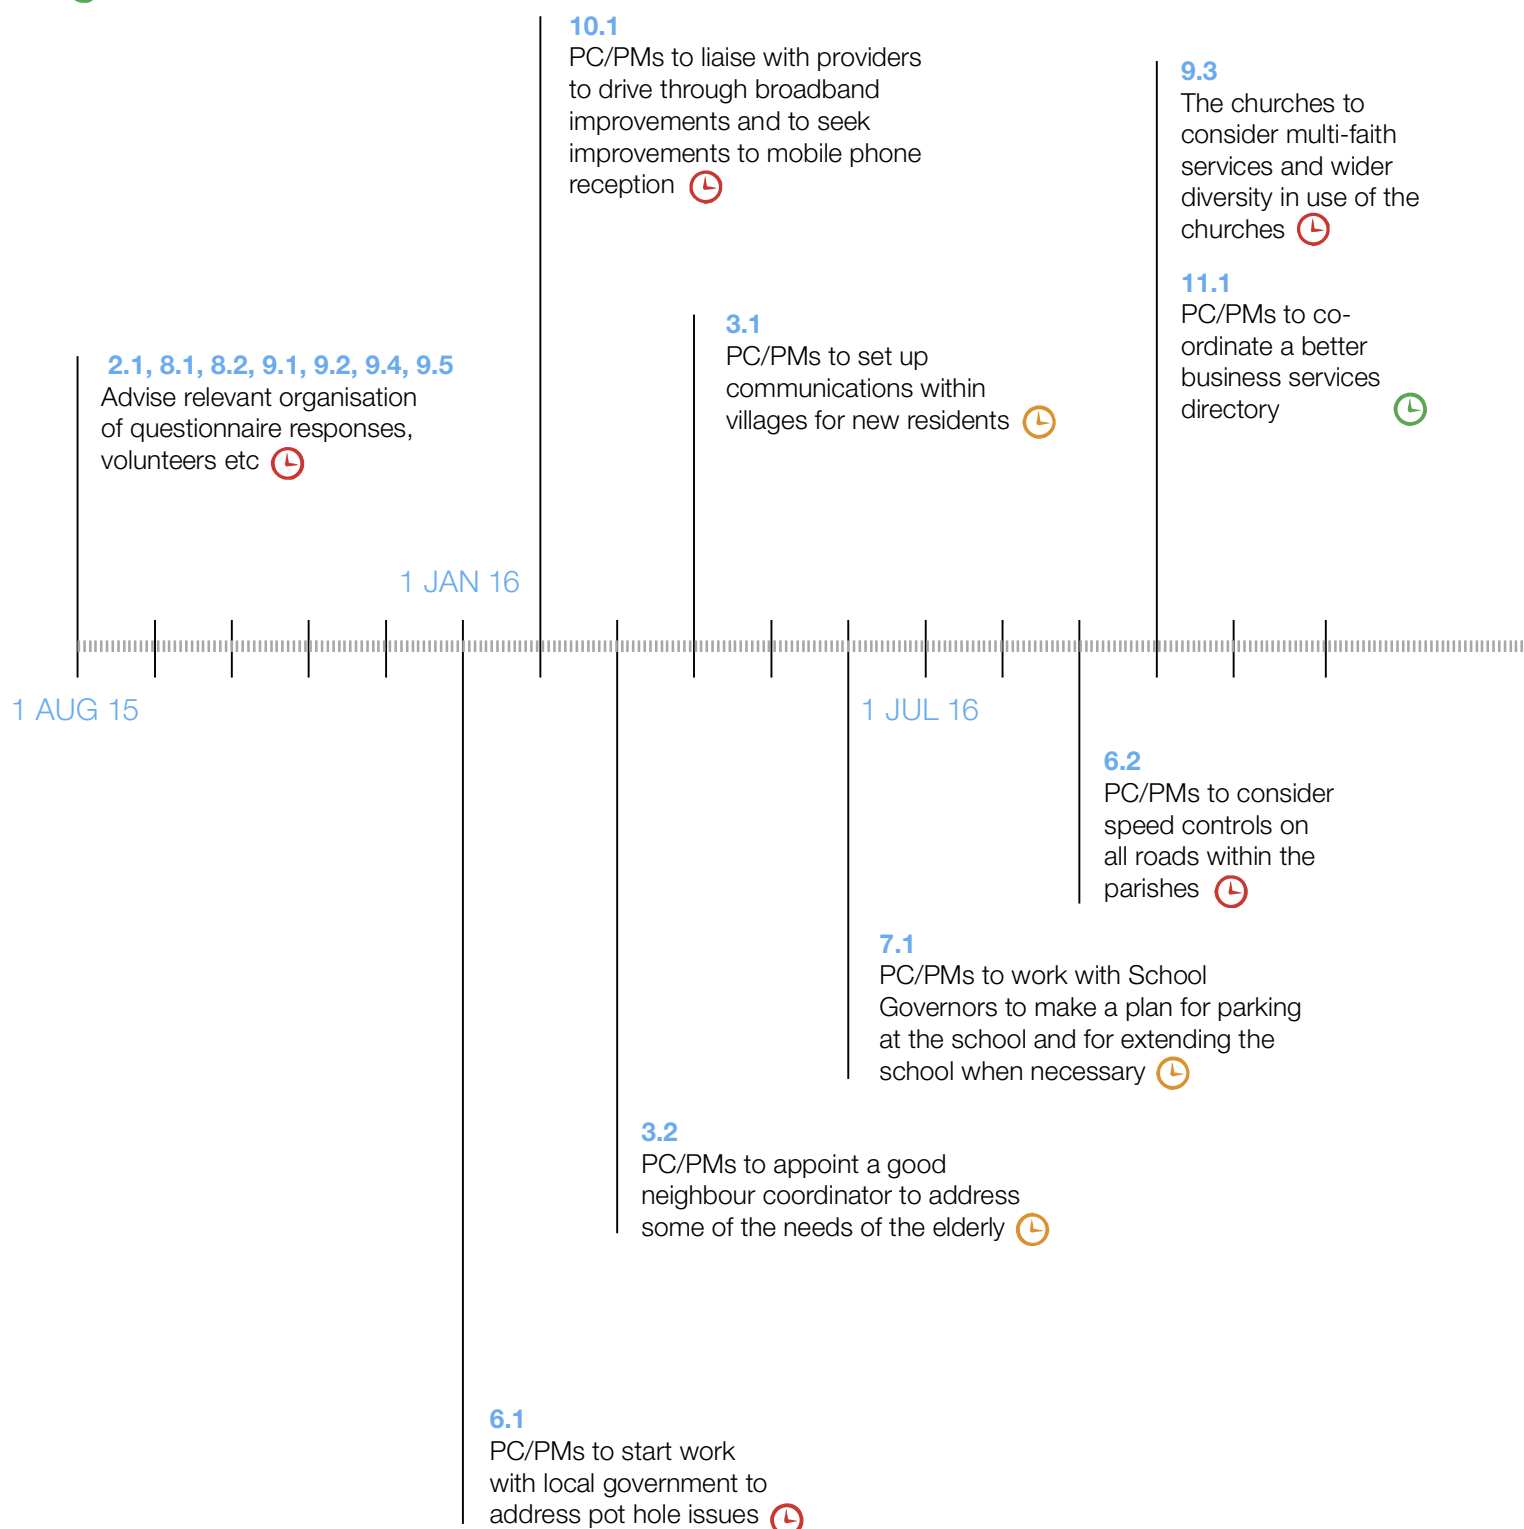 10.1
PC/PMs to liaise with providers
to drive through broadband
improvements and to seek
improvements to mobile phone
reception
9.3
The churches to
consider multi-faith
services and wider
diversity in use of the
churches
11.1
PC/PMs to co-
ordinate a better
business services
directory
3.1
PC/PMs to set up
communications within
villages for new residents
2.1, 8.1, 8.2, 9.1, 9.2, 9.4, 9.5
Advise relevant organisation
of questionnaire responses,
volunteers etc
1 JAN 16
1 AUG 15
1 JUL 16
6.2
PC/PMs to consider
speed controls on
all roads within the
parishes
7.1
PC/PMs to work with School
Governors to make a plan for parking
at the school and for extending the
school when necessary
3.2
PC/PMs to appoint a good
neighbour coordinator to address
some of the needs of the elderly
6.1
PC/PMs to start work
with local government to
address pot hole issues